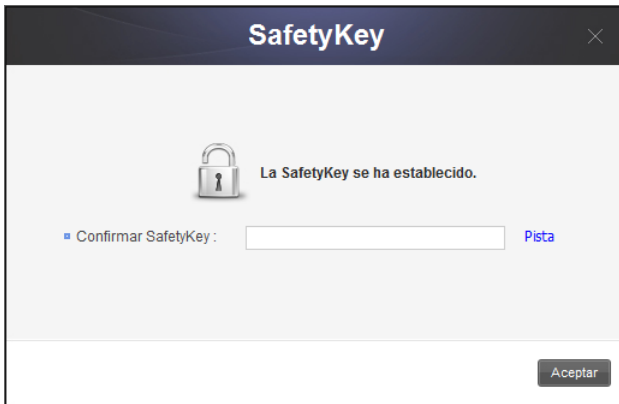 SafetyKey
La SafetyKey se ha establecido.
Confirmar SafetyKey :
Pista
Aceptar